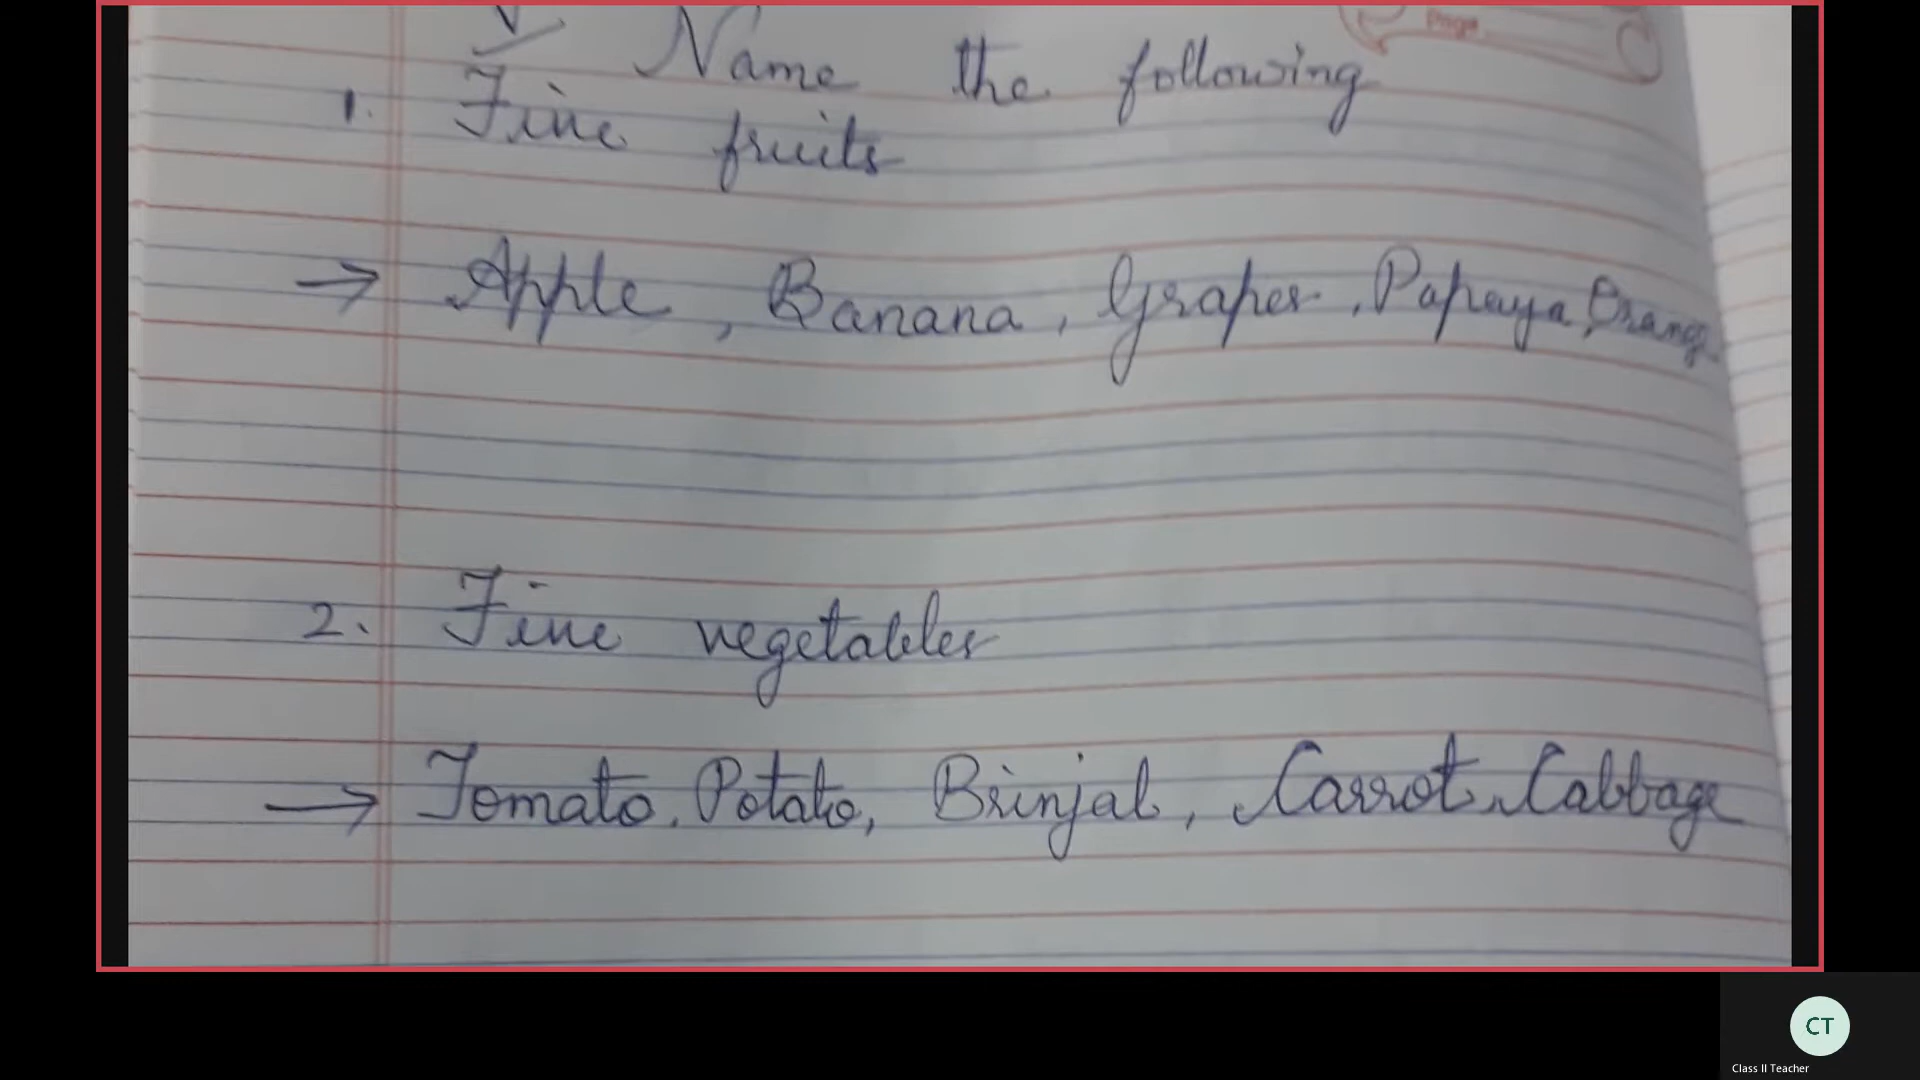 Page
V Name the following
1. Five fruits
→ Apple, Banana, Grapes, Papaya, Orange
2. Five vegetables
→ Tomato, Potato, Brinjal, Carrot, Cabbage
CT
Class II Teacher